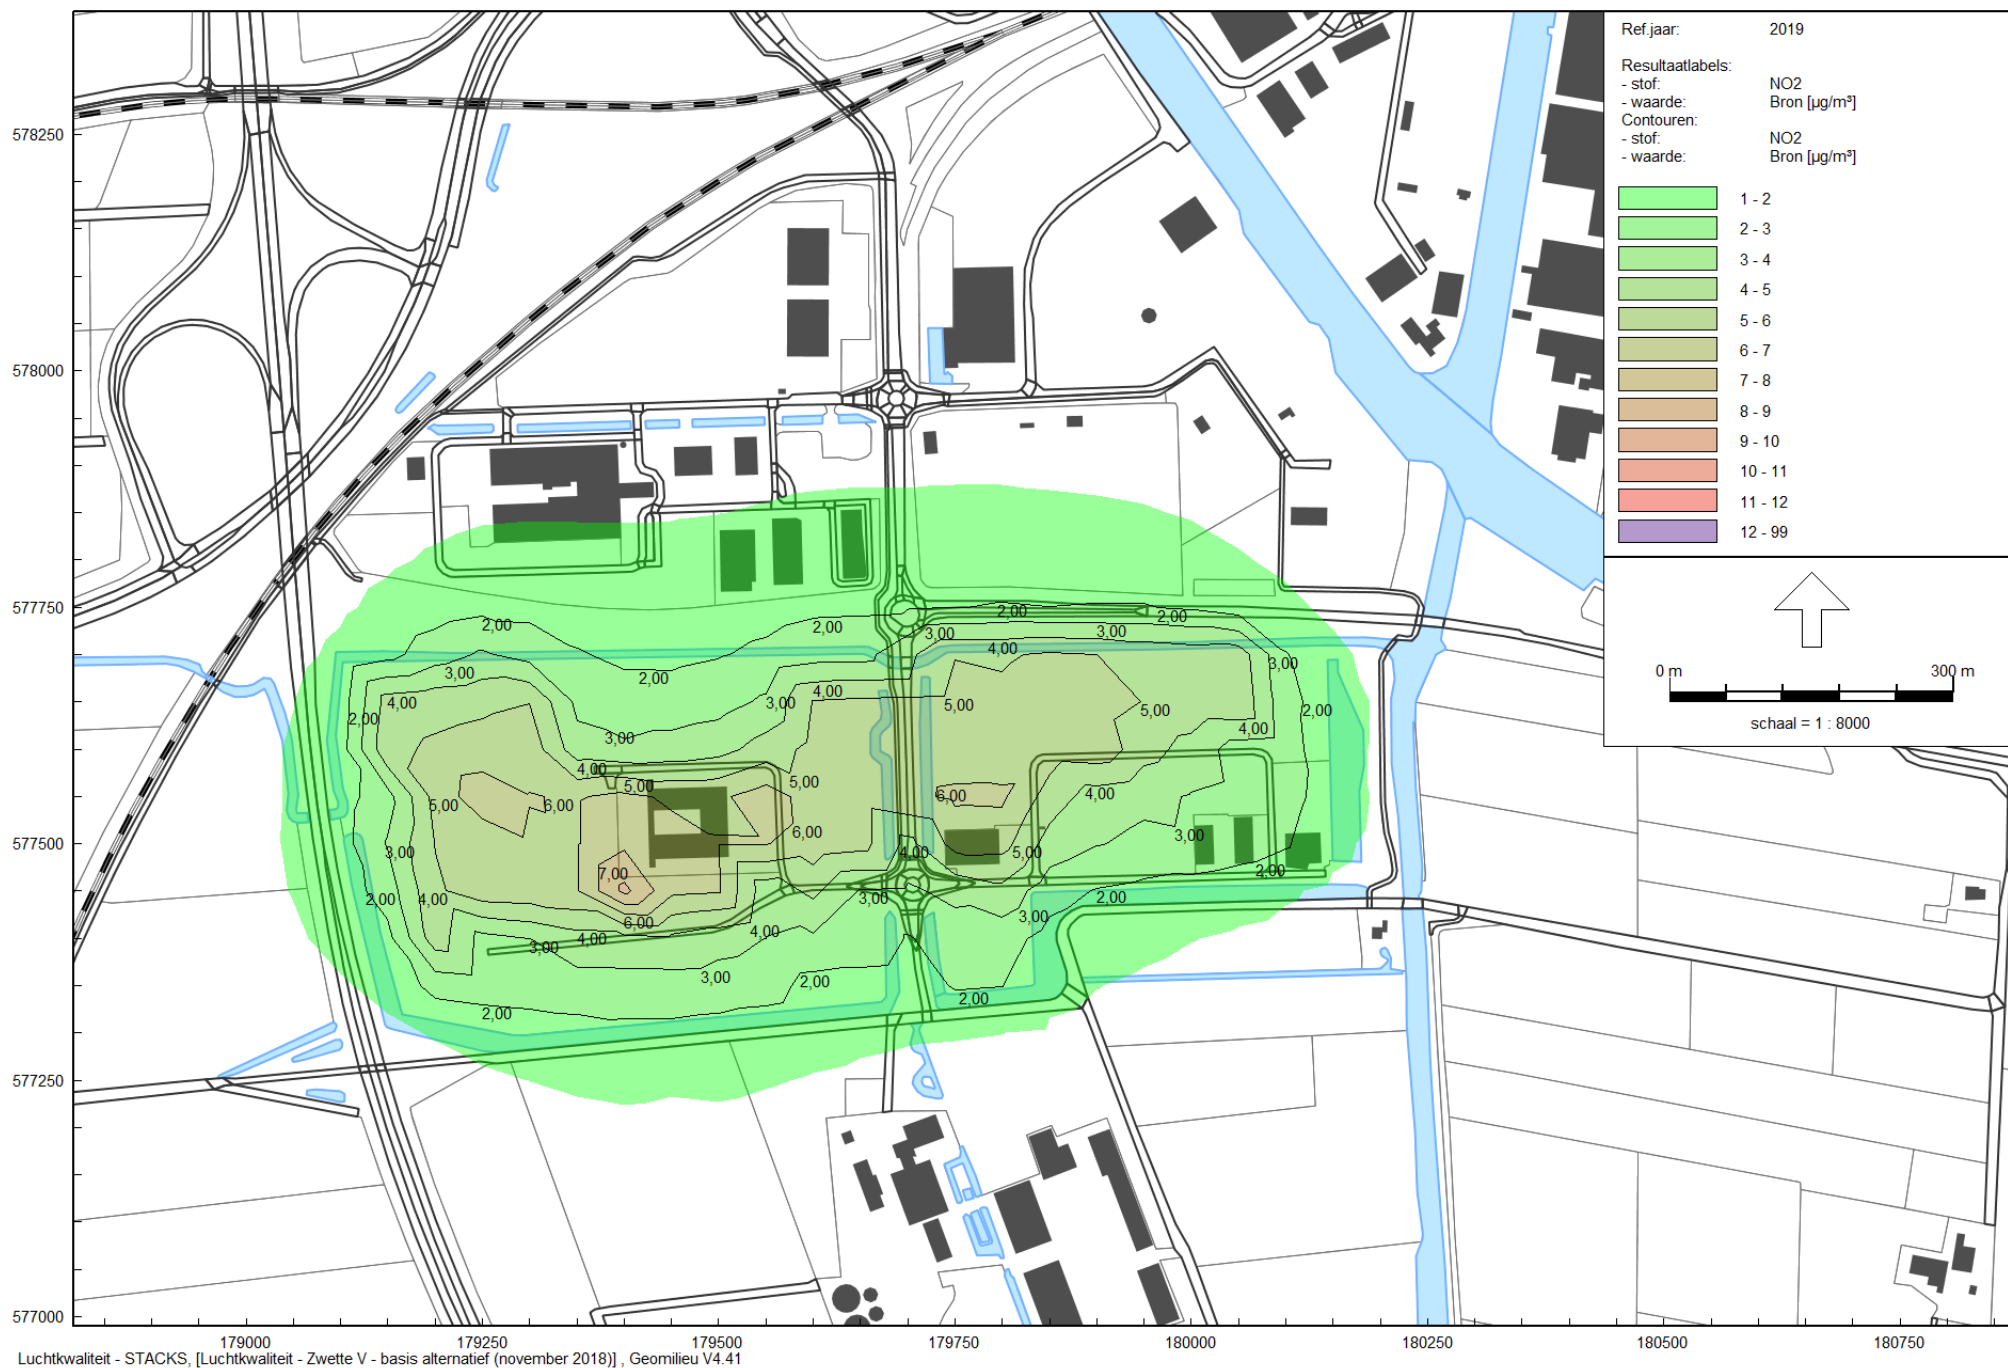 Ref.jaar: 2019
Resultaatlabels:
- stof: NO2
- waarde: Bron [µg/m³]
Contouren:
- stof: NO2
- waarde: Bron [µg/m³]
1 - 2
2 - 3
3 - 4
4 - 5
5 - 6
6 - 7
7 - 8
8 - 9
9 - 10
10 - 11
11 - 12
12 - 99
0 m 300 m
schaal = 1 : 8000
578250
578000
577750
577500
577250
577000
2,00 2,00 2,00 2,00
3,00 3,00
4,00
2,00
3,00
3,00
2,00
4,00
4,00
3,00
5,00
5,00
2,00
2,00
4,00
3,00
4,00
5,00
5,00
4,00
5,00
6,00
6,00
6,00
3,00
3,00
4,00
5,00
7,00
2,00
2,00
4,00
3,00
2,00
6,00
3,00
4,00
4,00
3,00
3,00
2,00
2,00
2,00
179000 179250 179500 179750 180000 180250 180500 180750
Luchtkwaliteit - STACKS, [Luchtkwaliteit - Zwette V - basis alternatief (november 2018)] , Geomilieu V4.41